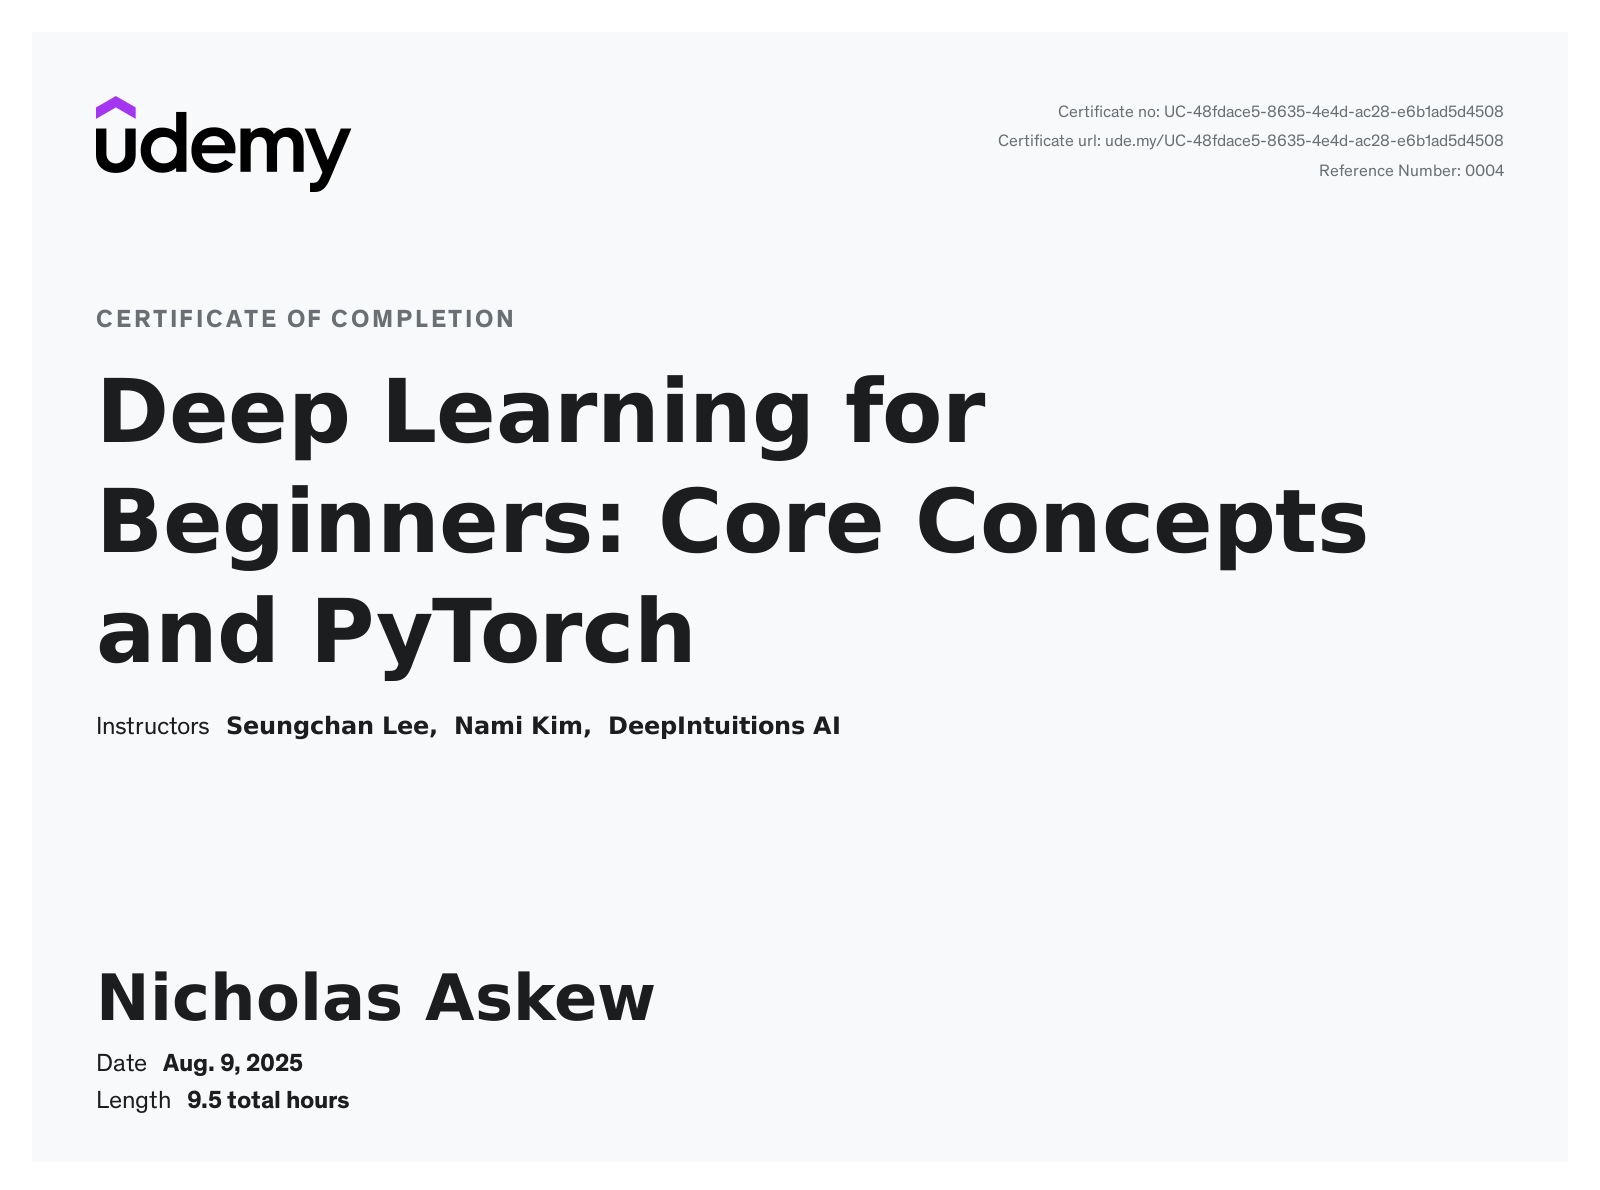 udemy
Certificate no: UC-48fdace5-8635-4e4d-ac28-e6b1ad5d4508
Certificate url: ude.my/UC-48fdace5-8635-4e4d-ac28-e6b1ad5d4508
Reference Number: 0004
CERTIFICATE OF COMPLETION
Deep Learning for
Beginners: Core Concepts
and PyTorch
Instructors Seungchan Lee, Nami Kim, DeepIntuitions AI
Nicholas Askew
Date Aug. 9, 2025
Length 9.5 total hours